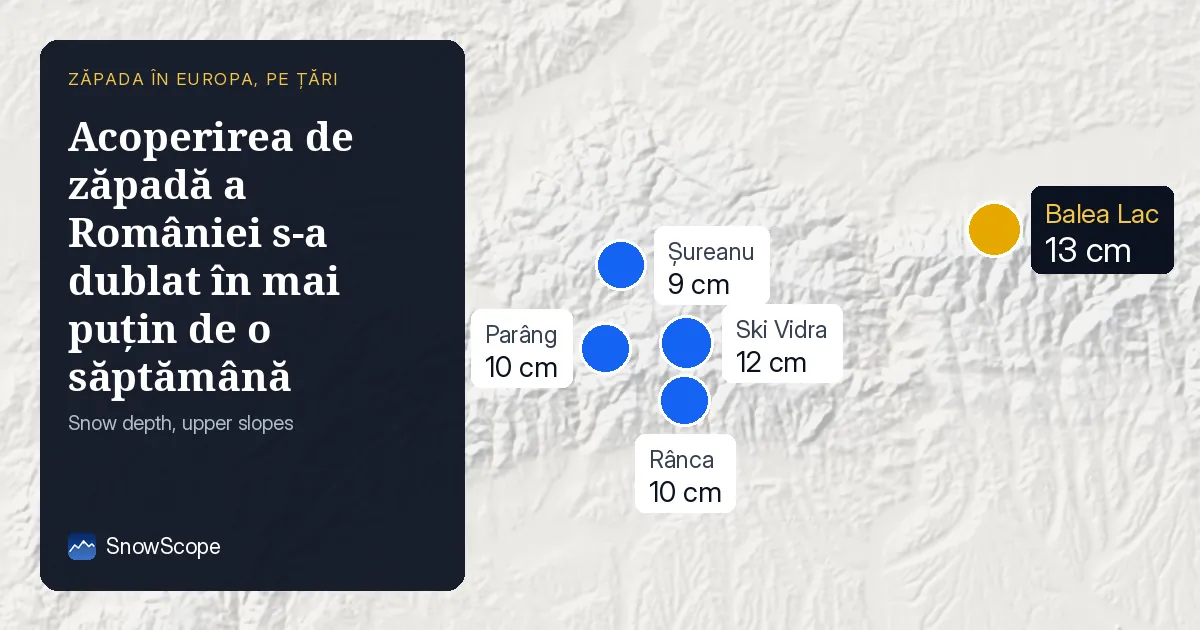 ZĂPADA ÎN EUROPA, PE ȚĂRI
Acoperirea de
zăpadă a
României s-a
dublat în mai
puțin de o
săptămână
Snow depth, upper slopes
SnowScope
Balea Lac
13 cm
Șureanu
9 cm
Parâng
10 cm
Ski Vidra
12 cm
Rânca
10 cm